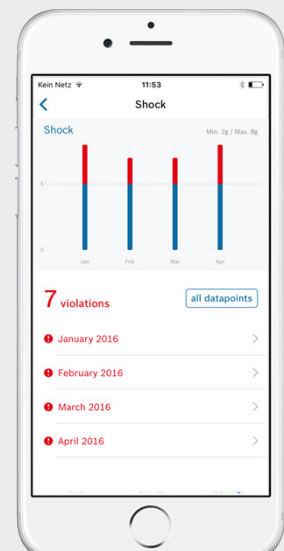 Kein Netz 11:53
Shock
Shock Min. 2g / Max. 8g
5
0
Jan Feb Mar Apr
7 violations all datapoints
January 2016
February 2016
March 2016
April 2016